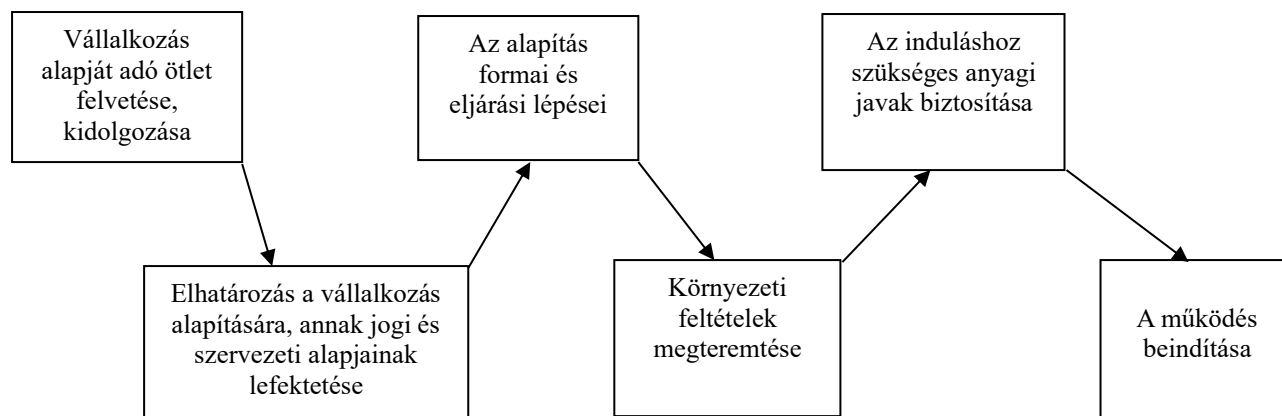 Vállalkozás
alapját adó ötlet
felvetése,
kidolgozása
Elhatározás a vállalkozás
alapítására, annak jogi és
szervezeti alapjainak
lefektetése
Az alapítás
formai és
eljárási lépései
Környezeti
feltételek
megteremtése
Az induláshoz
szükséges anyagi
javak biztosítása
A működés
beindítása